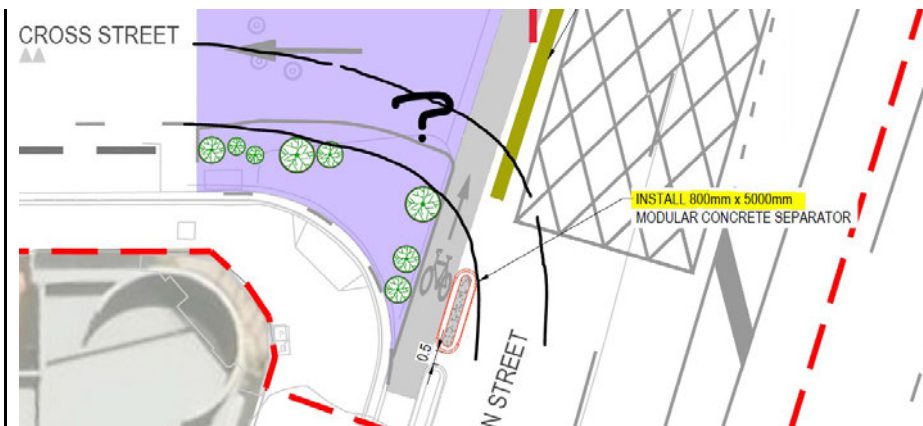 CROSS STREET
?
INSTALL 800mm x 5000mm
MODULAR CONCRETE SEPARATOR
0.5
N STREET